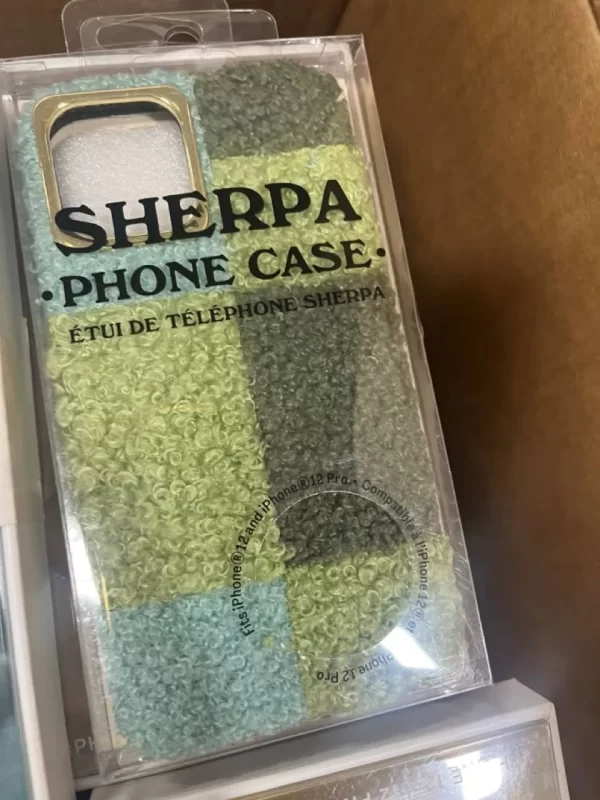 SHERPA
•PHONE CASE•
ÉTUI DE TÉLÉPHONE SHERPA
Fits iPhone®12 and iPhone®12 Pro • Compatible à l'iPhone 12® et iPhone 12 Pro